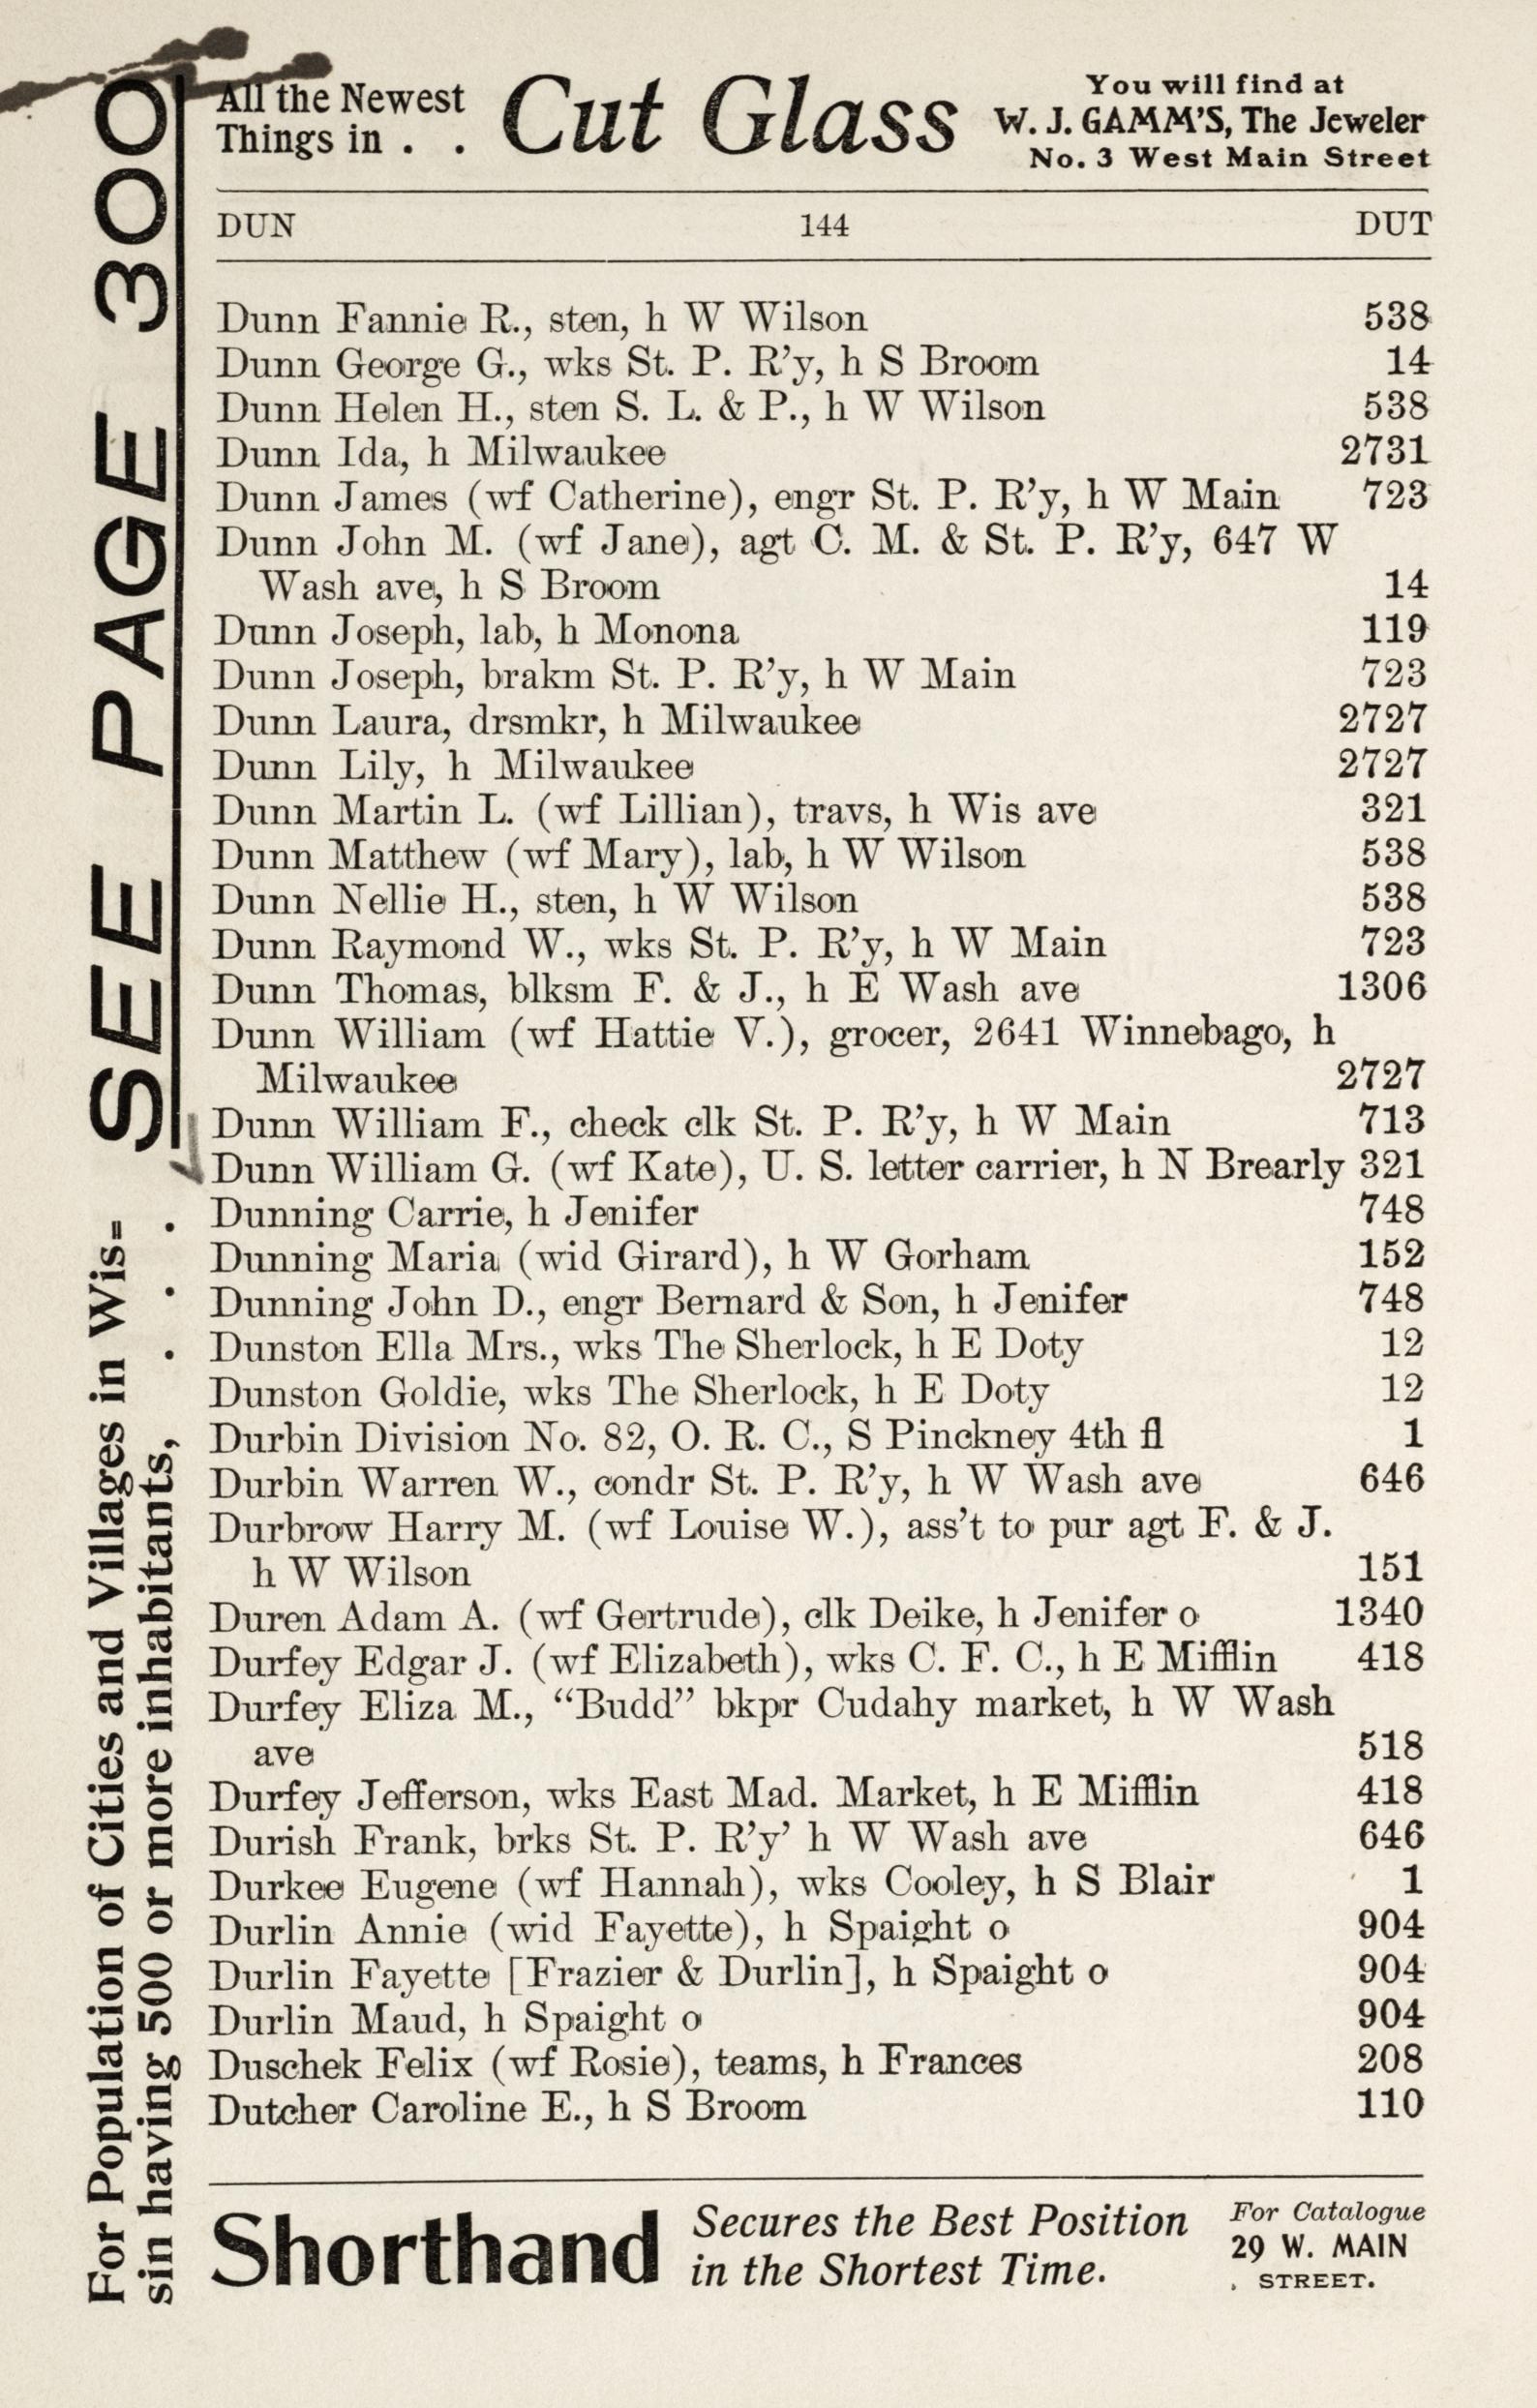 All the Newest
Things in . .
Cut Glass
You will find at
W. J. GAMM'S, The Jeweler
No. 3 West Main Street
DUN 144 DUT
Dunn Fannie R., sten, h W Wilson 538
Dunn George G., wks St. P. R'y, h S Broom 14
Dunn Helen H., sten S. L. & P., h W Wilson 538
Dunn Ida, h Milwaukee 2731
Dunn James (wf Catherine), engr St. P. R'y, h W Main 723
Dunn John M. (wf Jane), agt C. M. & St. P. R'y, 647 W
Wash ave, h S Broom 14
Dunn Joseph, lab, h Monona 119
Dunn Joseph, brakm St. P. R'y, h W Main 723
Dunn Laura, drsmkr, h Milwaukee 2727
Dunn Lily, h Milwaukee 2727
Dunn Martin L. (wf Lillian), travs, h Wis ave 321
Dunn Matthew (wf Mary), lab, h W Wilson 538
Dunn Nellie H., sten, h W Wilson 538
Dunn Raymond W., wks St. P. R'y, h W Main 723
Dunn Thomas, blksm F. & J., h E Wash ave 1306
Dunn William (wf Hattie V.), grocer, 2641 Winnebago, h
Milwaukee 2727
Dunn William F., check clk St. P. R'y, h W Main 713
Dunn William G. (wf Kate), U. S. letter carrier, h N Brearly 321
Dunning Carrie, h Jenifer 748
Dunning Maria (wid Girard), h W Gorham 152
Dunning John D., engr Bernard & Son, h Jenifer 748
Dunston Ella Mrs., wks The Sherlock, h E Doty 12
Dunston Goldie, wks The Sherlock, h E Doty 12
Durbin Division No. 82, O. R. C., S Pinckney 4th fl 1
Durbin Warren W., condr St. P. R'y, h W Wash ave 646
Durbrow Harry M. (wf Louise W.), ass't to pur agt F. & J.
h W Wilson 151
Duren Adam A. (wf Gertrude), clk Deike, h Jenifer o 1340
Durfey Edgar J. (wf Elizabeth), wks C. F. C., h E Mifflin 418
Durfey Eliza M., “Budd” bkpr Cudahy market, h W Wash
ave 518
Durfey Jefferson, wks East Mad. Market, h E Mifflin 418
Durish Frank, brks St. P. R'y' h W Wash ave 646
Durkee Eugene (wf Hannah), wks Cooley, h S Blair 1
Durlin Annie (wid Fayette), h Spaight o 904
Durlin Fayette [Frazier & Durlin], h Spaight o 904
Durlin Maud, h Spaight o 904
Duschek Felix (wf Rosie), teams, h Frances 208
Dutcher Caroline E., h S Broom 110
Shorthand
Secures the Best Position
in the Shortest Time.
For Catalogue
29 W. MAIN
STREET.
For Population of Cities and Villages in Wis=
sin having 500 or more inhabitants, . . .
SEE PAGE 300